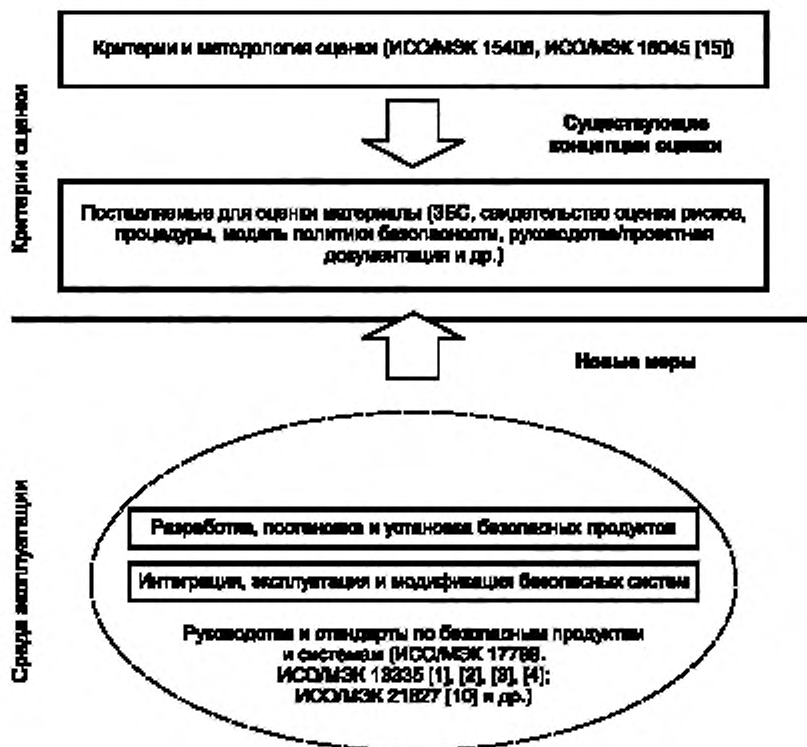 Критерии и методология оценки (ИСО/МЭК 15408, ИСО/МЭК 18045 [15])
Критерии оценки
Существующие
концепции оценки
Поставляемые для оценки материалы (ЗБС, свидетельство оценки рисков,
процедуры, модель политики безопасности, руководства/проектная
документация и др.)
Новые меры
Среда эксплуатации
Разработка, поставка и установка безопасных продуктов
Интеграция, эксплуатация и модификация безопасных систем
Руководства и стандарты по безопасным продуктам
и системам (ИСО/МЭК 17799.
ИСО/МЭК 13335 [1], [2], [3], [4];
ИСО/МЭК 21827 [10] и др.)